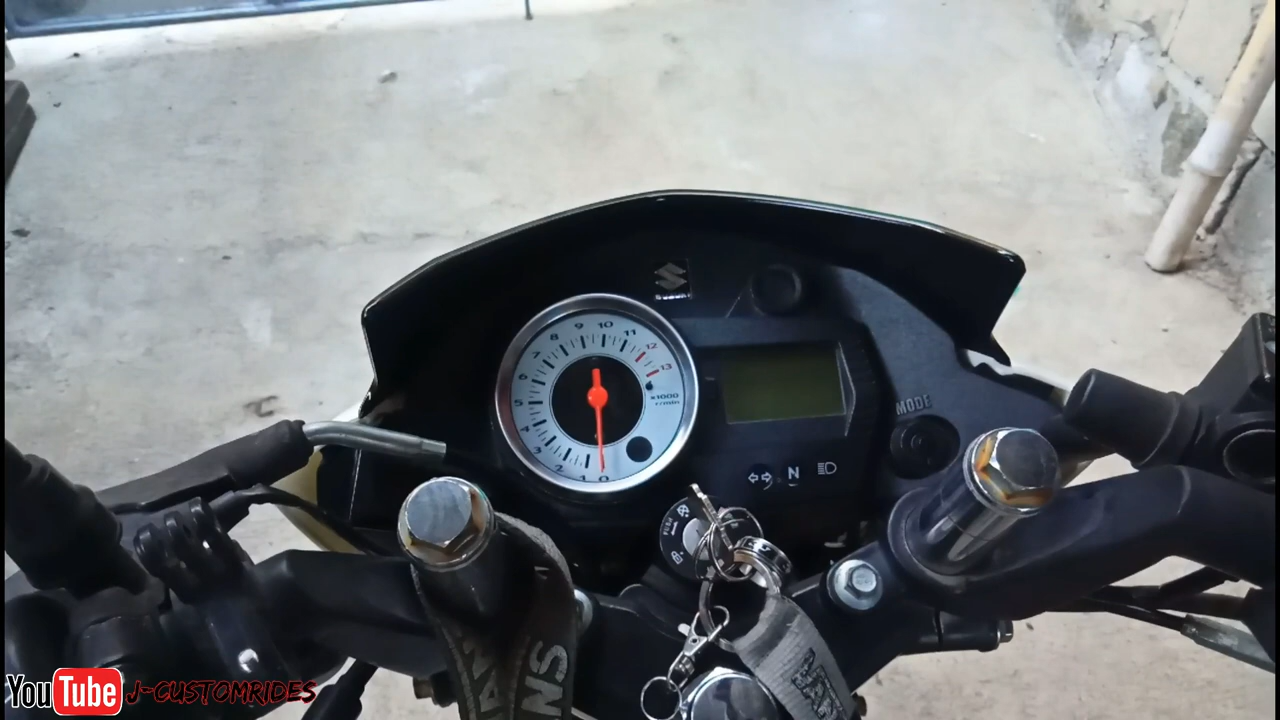 SUZUKI
10
9
11
8
12
7
13
6
x1000
r/min
5
4
3
2
1
0
MODE
N
PUSH
VANS
YouTube J-CUSTOMRIDES